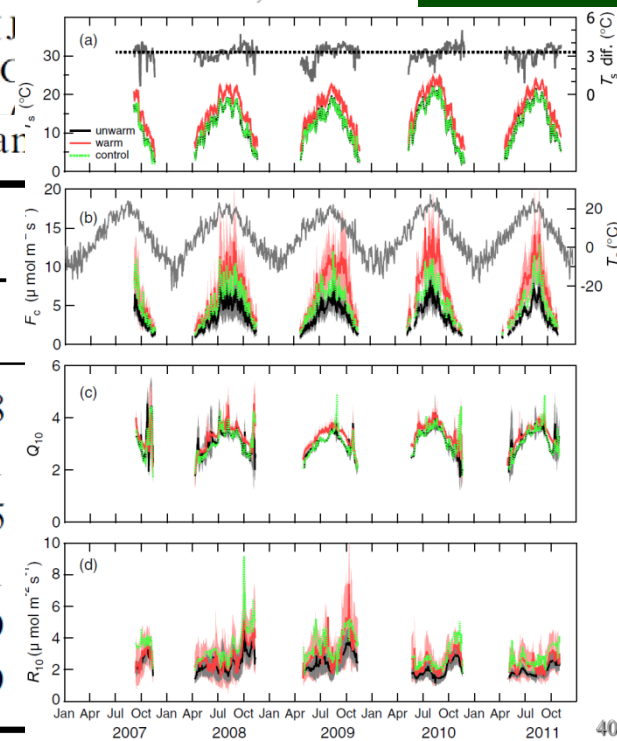 (a)
6
30
3
20
0
10
0
Ts dif. (°C)
s (°C)
unwarm
warm
control
20
(b)
15
20
10
0
5
-20
0
Fc (µ mol m⁻ s⁻¹)
6
(c)
4
2
0
Q10
10
(d)
8
6
4
2
0
R10 (µ mol m⁻² s⁻¹)
Jan Apr Jul Oct Jan Apr Jul Oct Jan Apr Jul Oct Jan Apr Jul Oct Jan Apr Jul Oct
2007 2008 2009 2010 2011
40